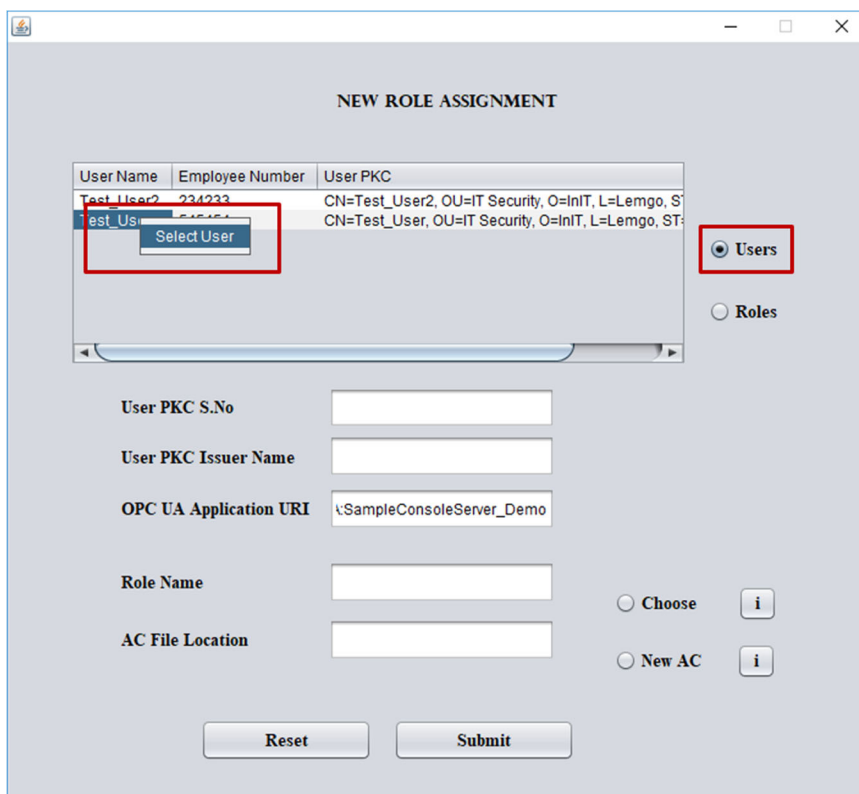 NEW ROLE ASSIGNMENT
User Name Employee Number User PKC
Test_User2 234233 CN=Test_User2, OU=IT Security, O=InIT, L=Lemgo, ST
CN=Test_User, OU=IT Security, O=InIT, L=Lemgo, ST=
Select User
Users
Roles
User PKC S.No
User PKC Issuer Name
OPC UA Application URI :SampleConsoleServer_Demo
Role Name
Choose i
AC File Location
New AC i
Reset Submit